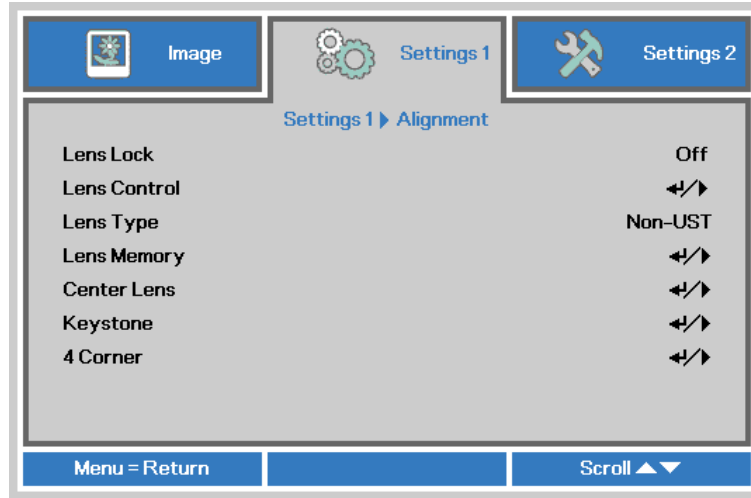 Image
Settings 1
Settings 2
Settings 1 ▶ Alignment
Lens Lock Off
Lens Control ↵/▶
Lens Type Non-UST
Lens Memory ↵/▶
Center Lens ↵/▶
Keystone ↵/▶
4 Corner ↵/▶
Menu = Return
Scroll ▲▼